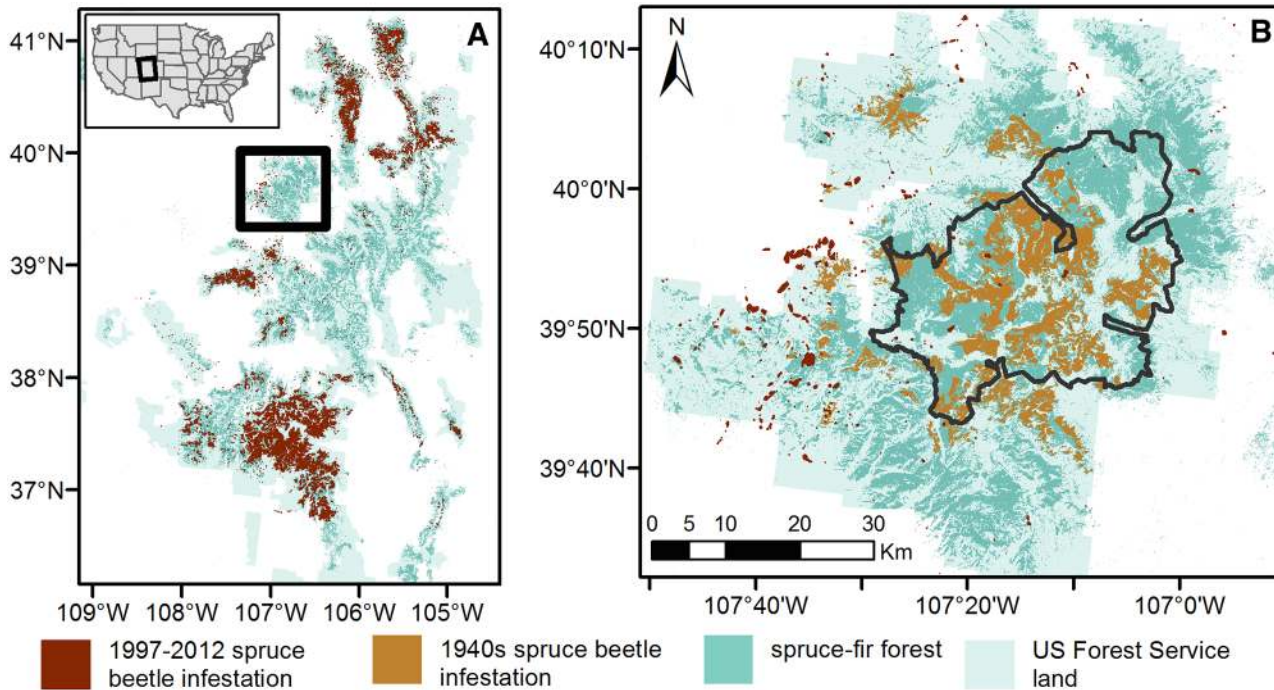 A
41°N
40°N
39°N
38°N
37°N
109°W 108°W 107°W 106°W 105°W
B
N
40°10'N
40°0'N
39°50'N
39°40'N
0 5 10 20 30
Km
107°40'W 107°20'W 107°0'W
1997-2012 spruce
beetle infestation
1940s spruce beetle
infestation
spruce-fir forest
US Forest Service
land